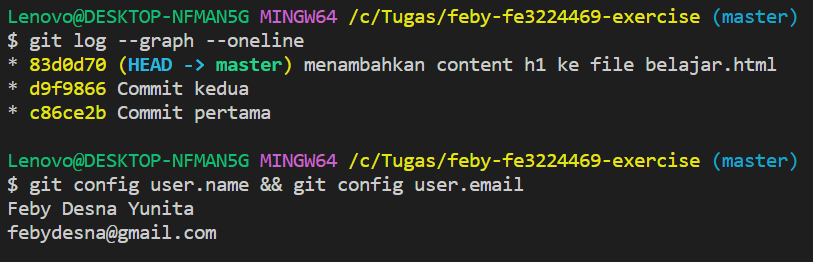 Lenovo@DESKTOP-NFMAN5G MINGW64 /c/Tugas/feby-fe3224469-exercise (master)
$ git log --graph --oneline
* 83d0d70 (HEAD -> master) menambahkan content h1 ke file belajar.html
* d9f9866 Commit kedua
* c86ce2b Commit pertama
Lenovo@DESKTOP-NFMAN5G MINGW64 /c/Tugas/feby-fe3224469-exercise (master)
$ git config user.name && git config user.email
Feby Desna Yunita
febydesna@gmail.com